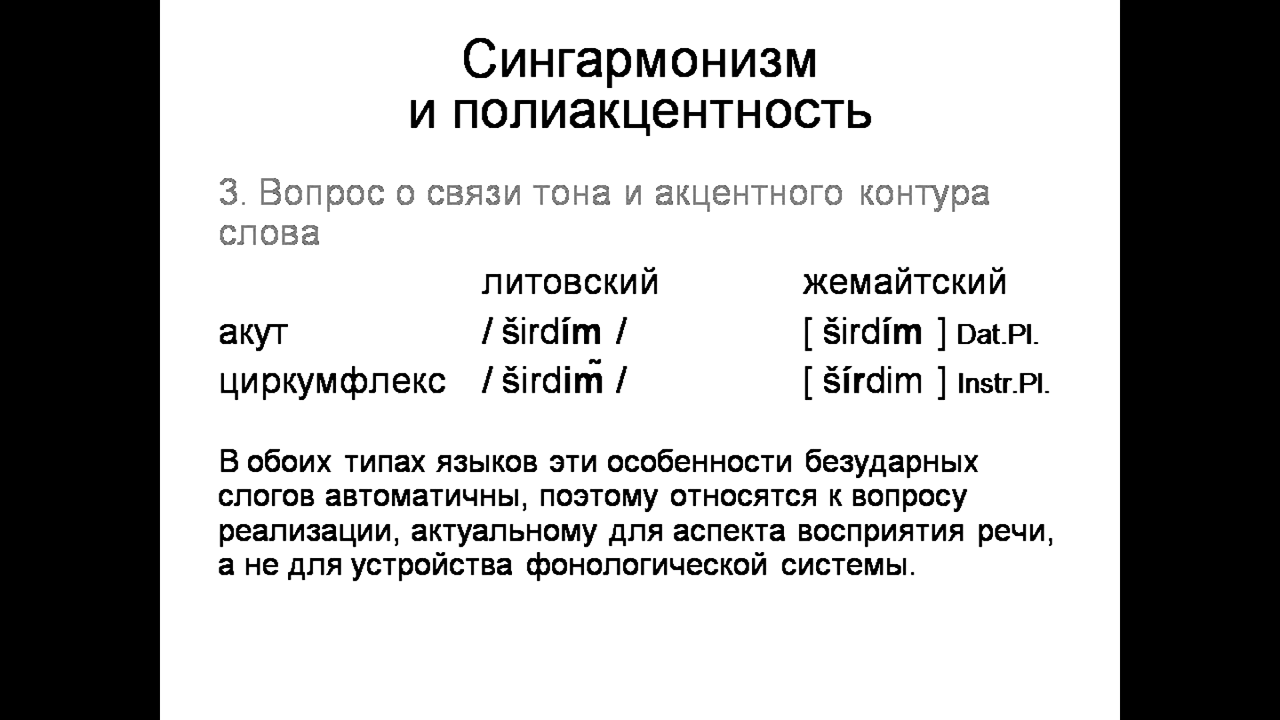 Сингармонизм
и полиакцентность
3. Вопрос о связи тона и акцентного контура
слова
литовский жемайтский
акут / širdím / [ širdím ] Dat.Pl.
циркумфлекс / širdim̃ / [ šírdim ] Instr.Pl.
В обоих типах языков эти особенности безударных
слогов автоматичны, поэтому относятся к вопросу
реализации, актуальному для аспекта восприятия речи,
а не для устройства фонологической системы.